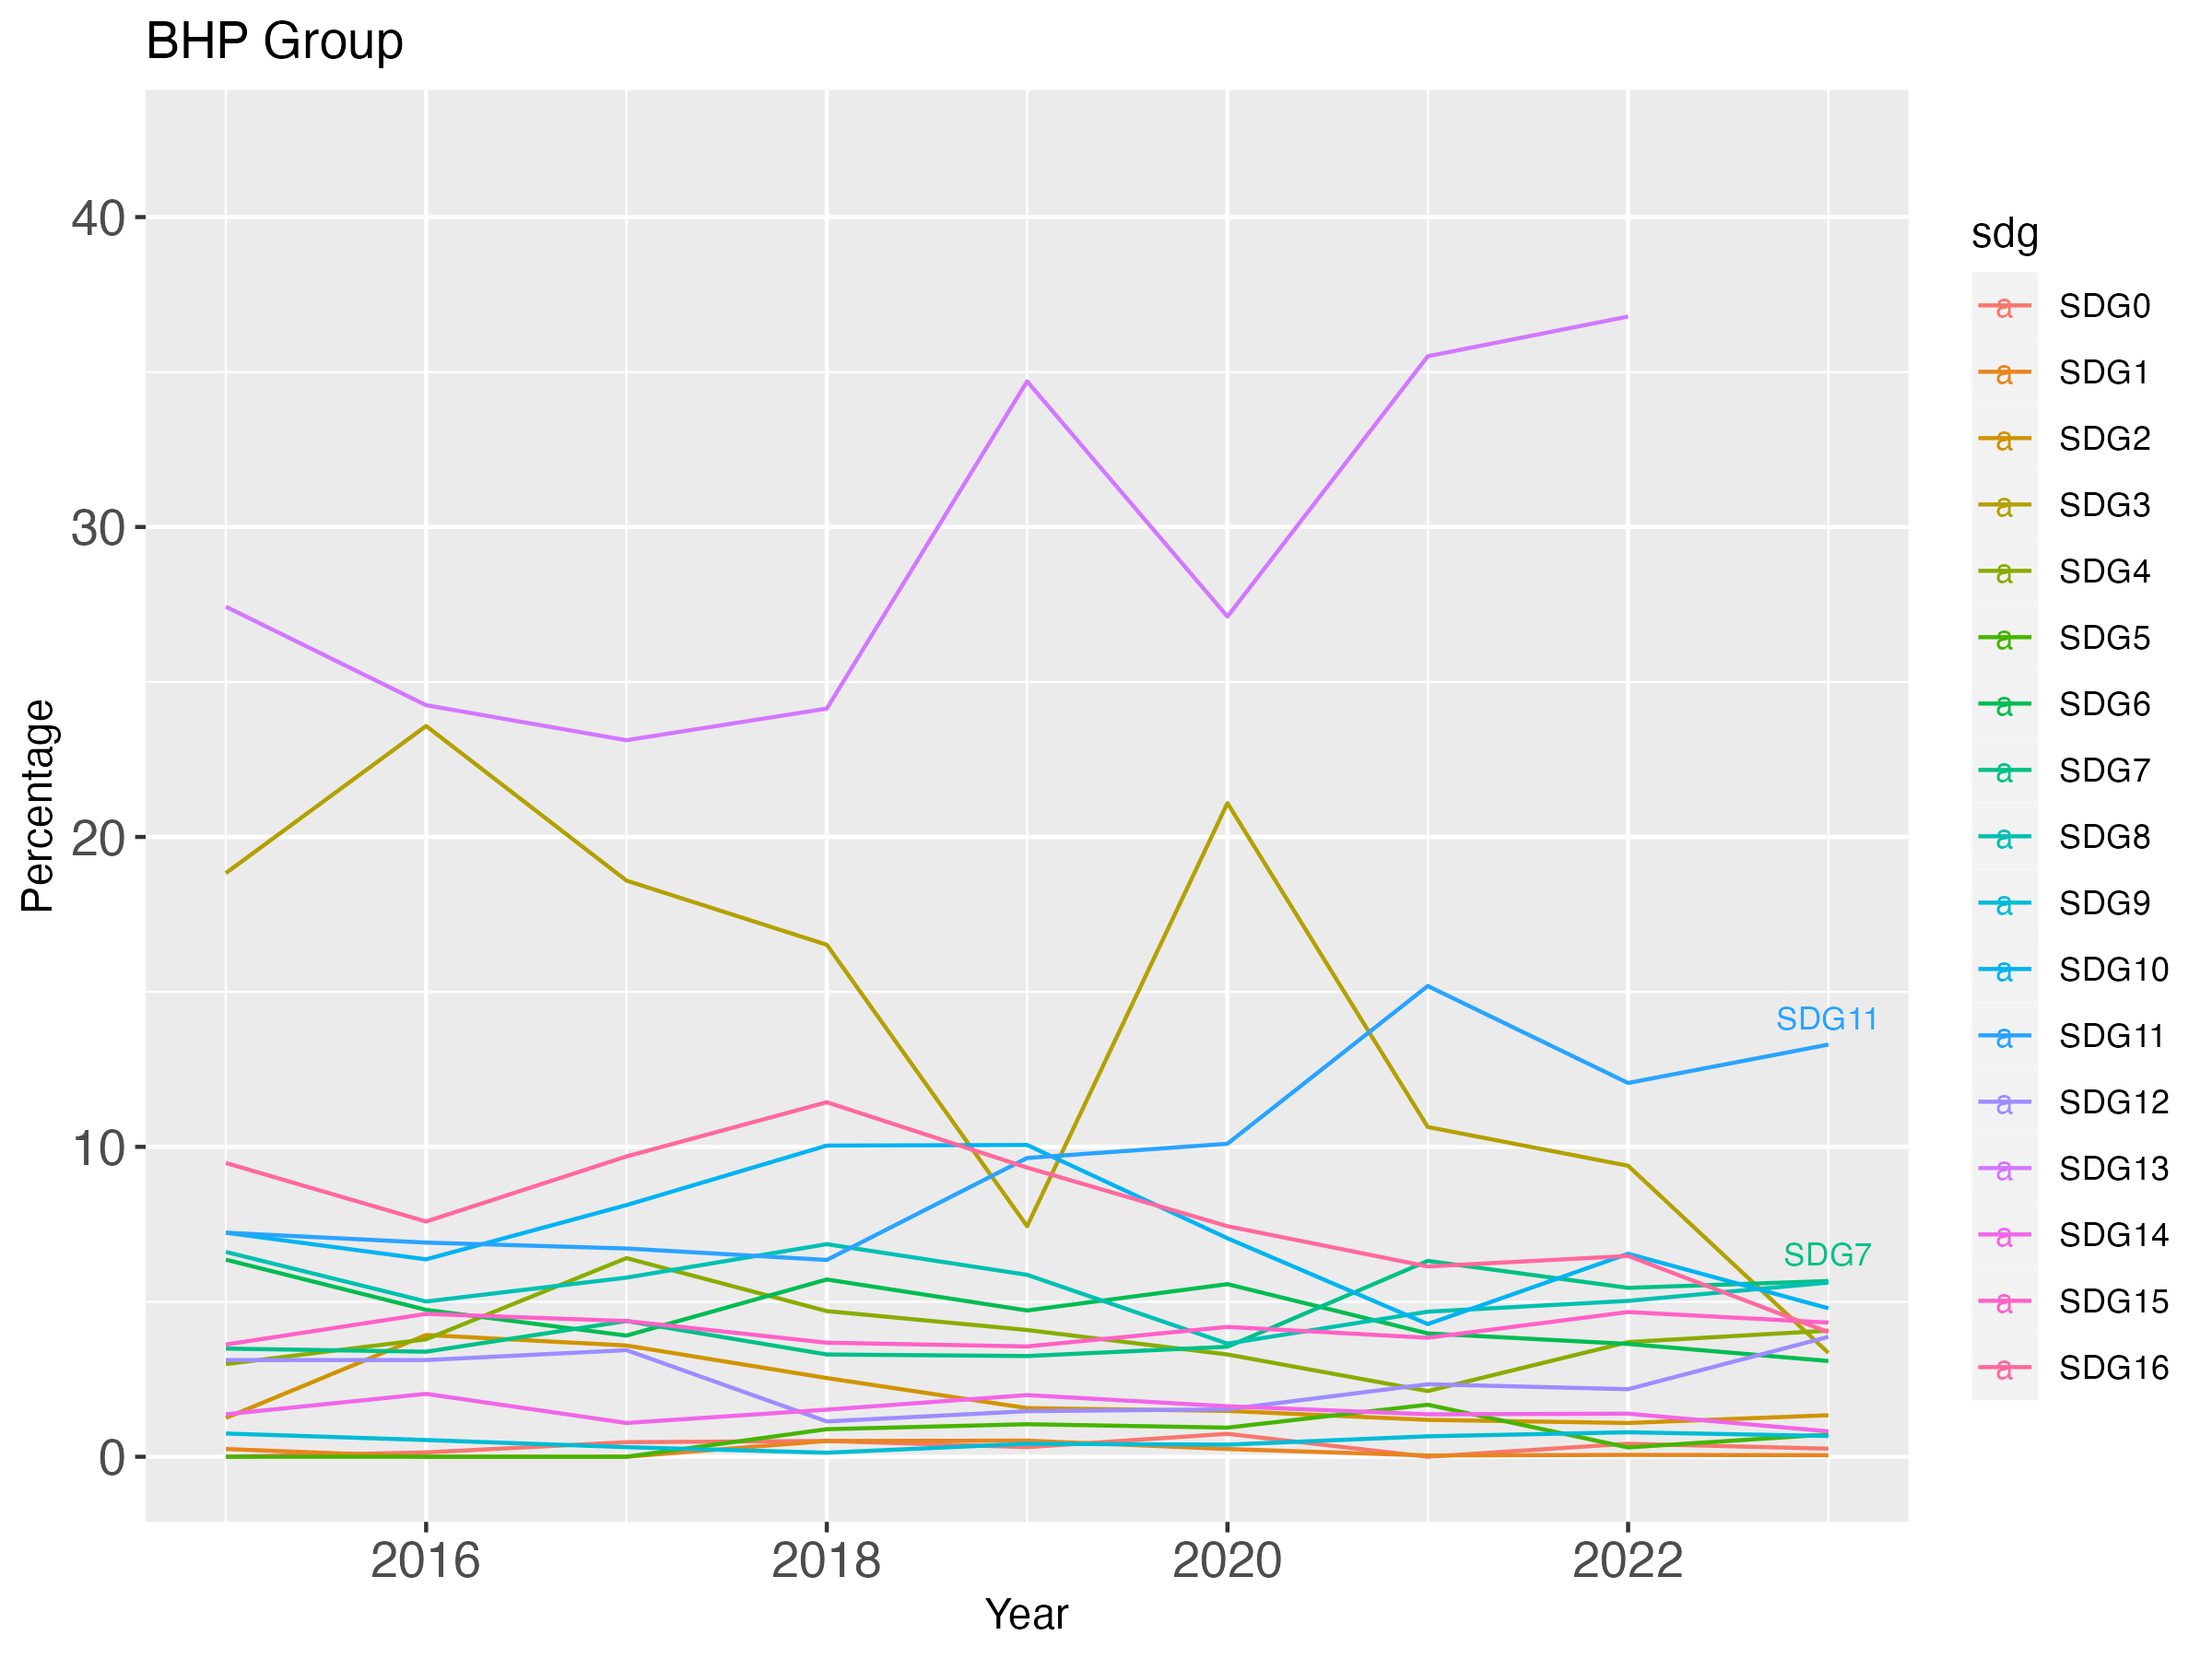 BHP Group
40
30
20
10
0
Percentage
2016
2018
2020
2022
Year
SDG11
SDG7
sdg
a SDG0
a SDG1
a SDG2
a SDG3
a SDG4
a SDG5
a SDG6
a SDG7
a SDG8
a SDG9
a SDG10
a SDG11
a SDG12
a SDG13
a SDG14
a SDG15
a SDG16